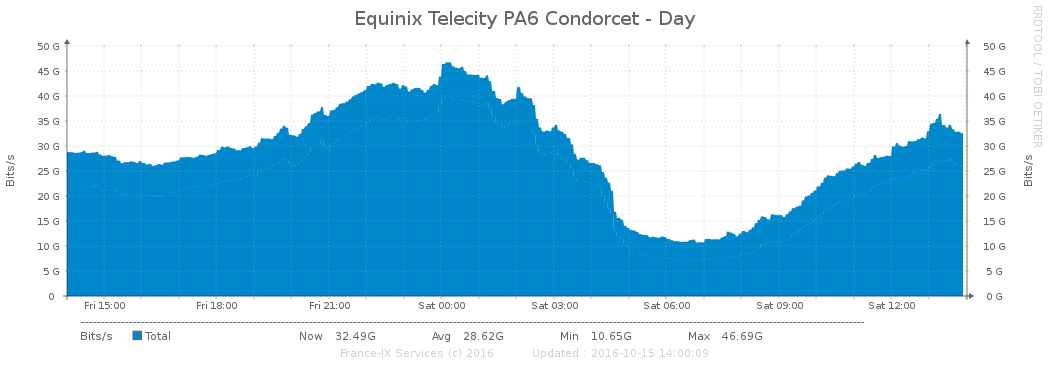 Equinix Telecity PA6 Condorcet - Day
RRDTOOL / TOBI OETIKER
50 G 50 G
45 G 45 G
40 G 40 G
35 G 35 G
30 G 30 G
25 G 25 G
20 G 20 G
15 G 15 G
10 G 10 G
5 G 5 G
0 0 G
Bits/s
Bits/s
Fri 15:00 Fri 18:00 Fri 21:00 Sat 00:00 Sat 03:00 Sat 06:00 Sat 09:00 Sat 12:00
Bits/s Total Now 32.49G Avg 28.62G Min 10.65G Max 46.69G
France-IX Services (c) 2016 Updated : 2016-10-15 14:00:09